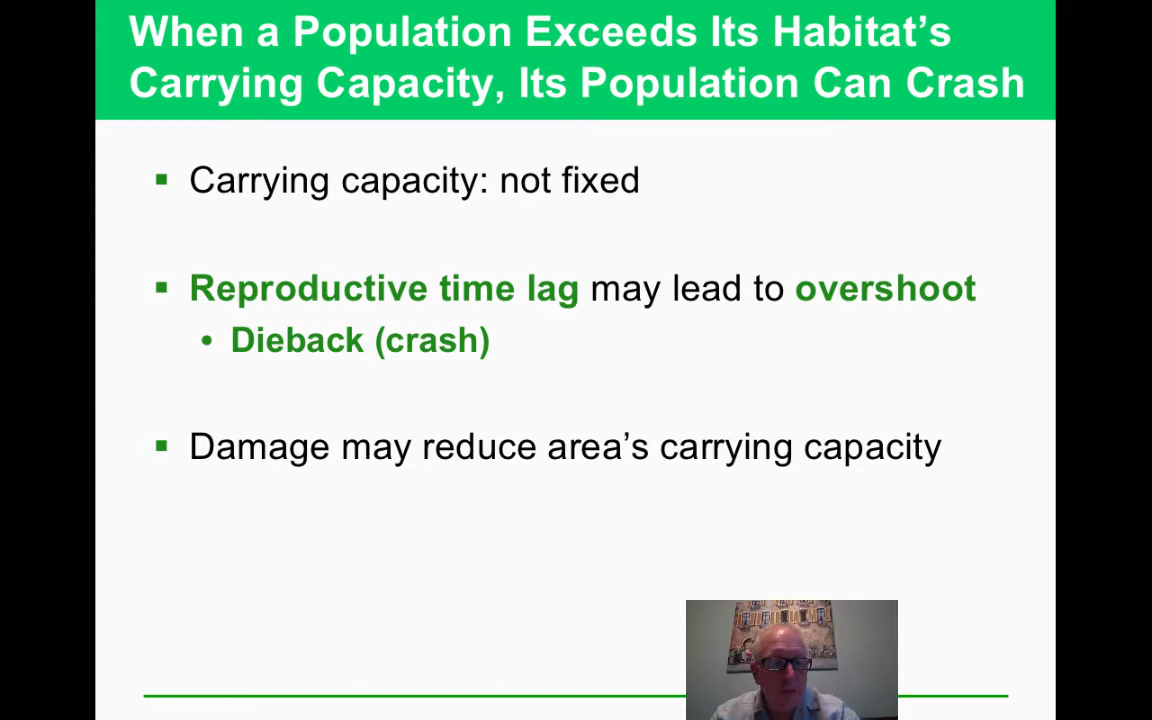 When a Population Exceeds Its Habitat’s
Carrying Capacity, Its Population Can Crash
▪ Carrying capacity: not fixed
▪ Reproductive time lag may lead to overshoot
• Dieback (crash)
▪ Damage may reduce area’s carrying capacity